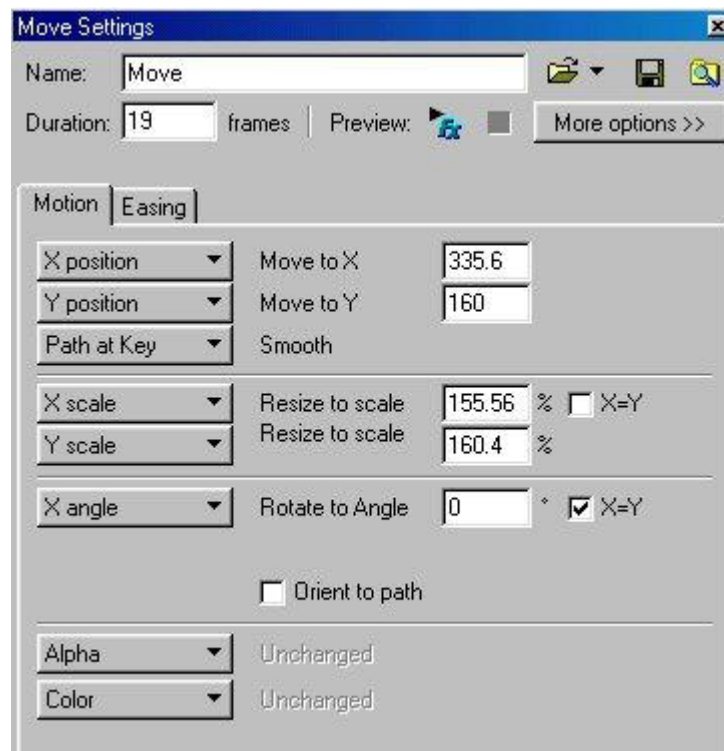 Move Settings
Name: Move
Duration: 19 frames Preview: Fx More options >>
Motion Easing
X position Move to X 335.6
Y position Move to Y 160
Path at Key Smooth
X scale Resize to scale 155.56 % X=Y
Y scale Resize to scale 160.4 %
X angle Rotate to Angle 0 ° X=Y
Orient to path
Alpha Unchanged
Color Unchanged